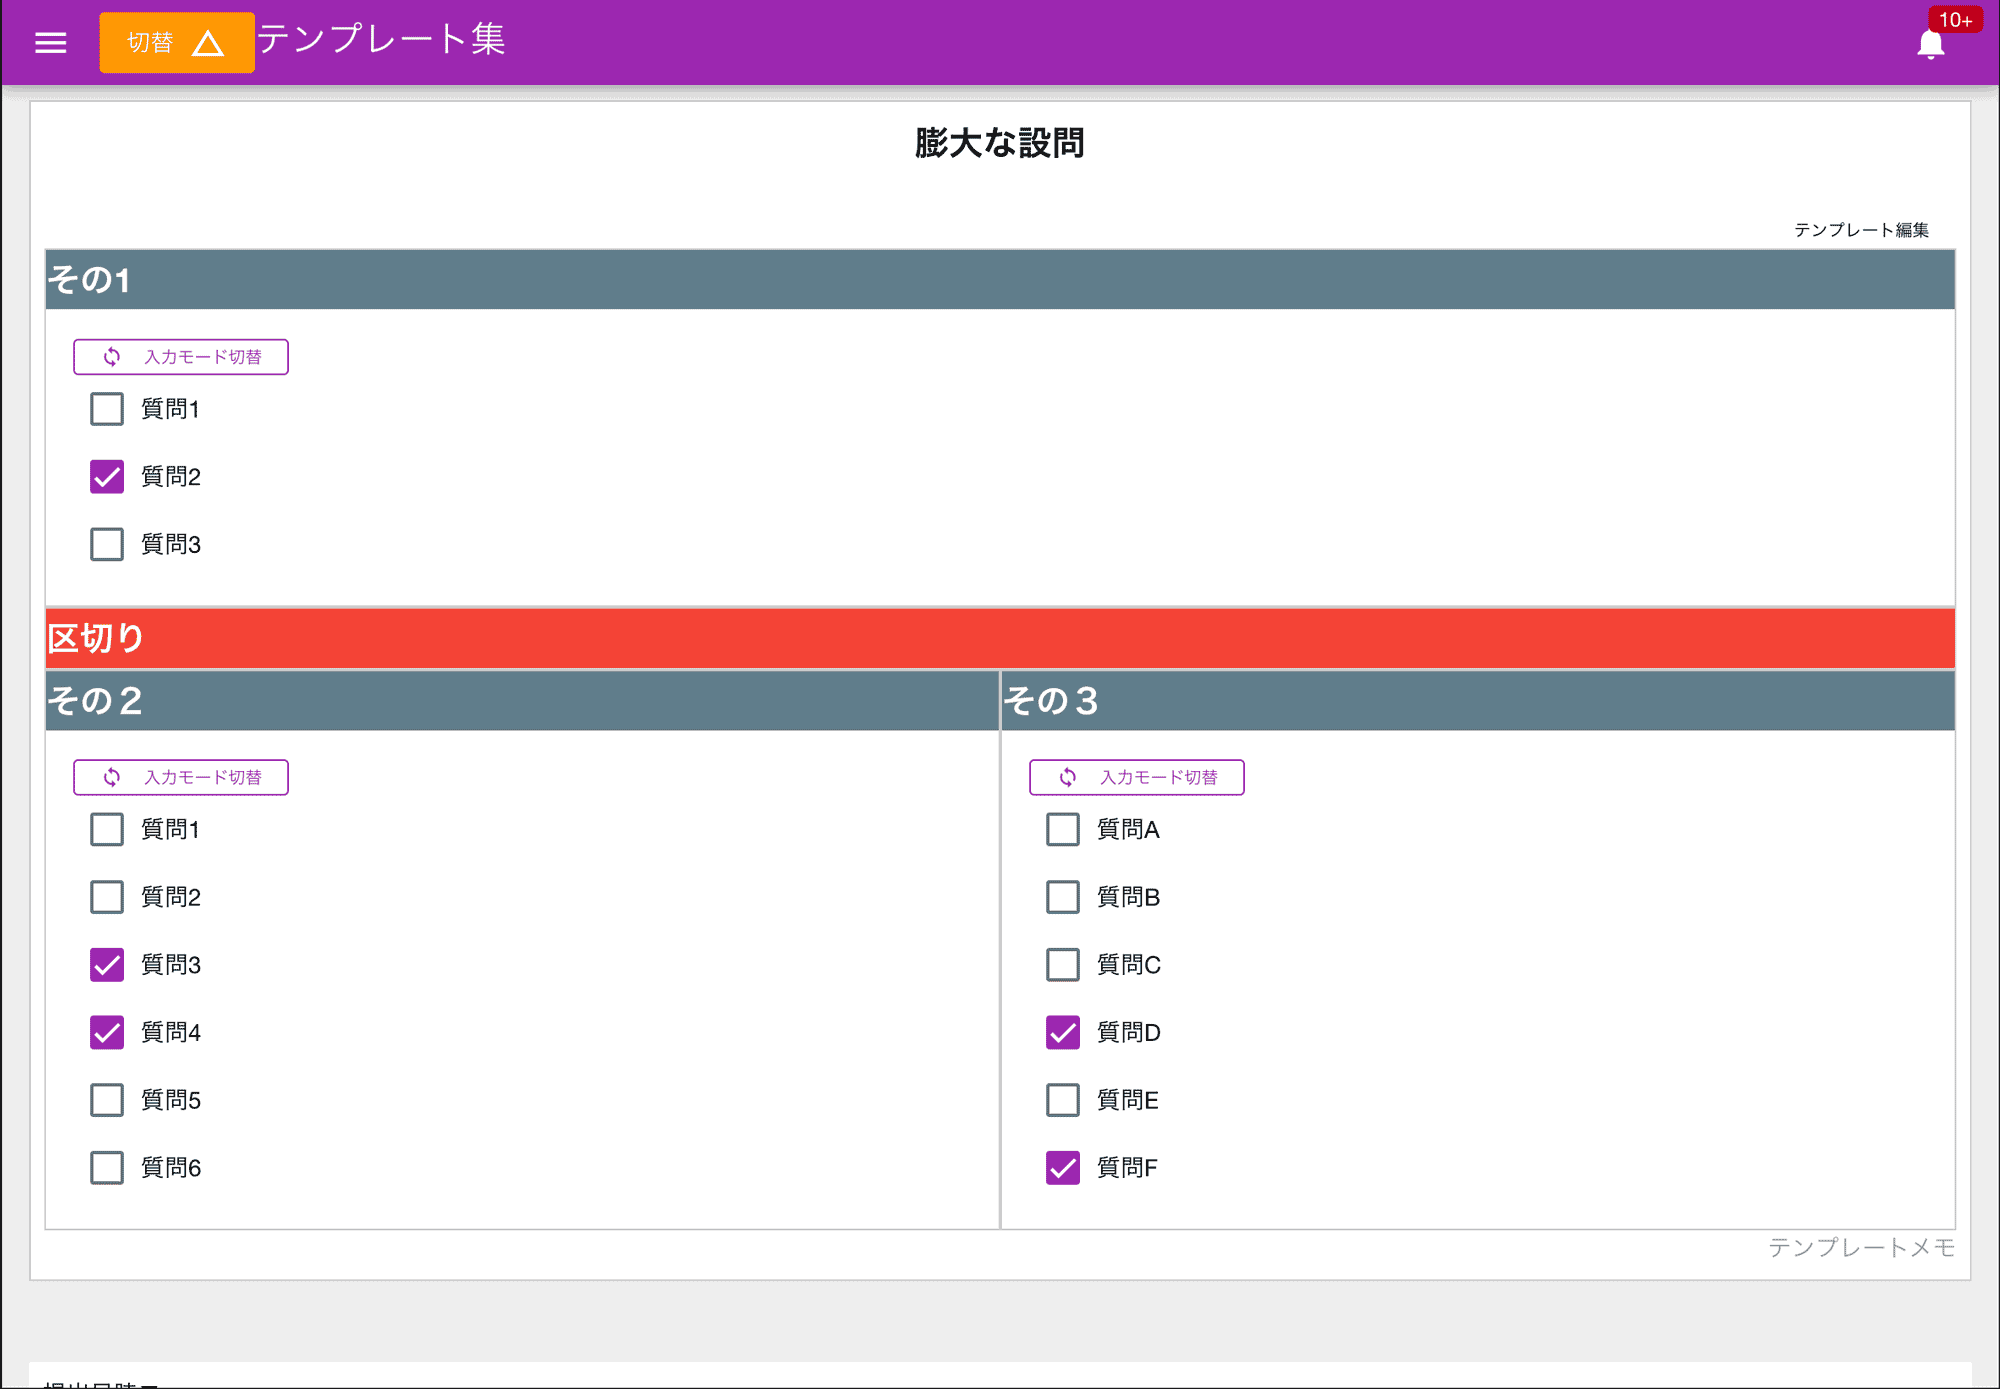 切替
テンプレート集
10+
膨大な設問
テンプレート編集
その1
入力モード切替
質問1
質問2
質問3
区切り
その２
入力モード切替
質問1
質問2
質問3
質問4
質問5
質問6
その３
入力モード切替
質問A
質問B
質問C
質問D
質問E
質問F
テンプレートメモ